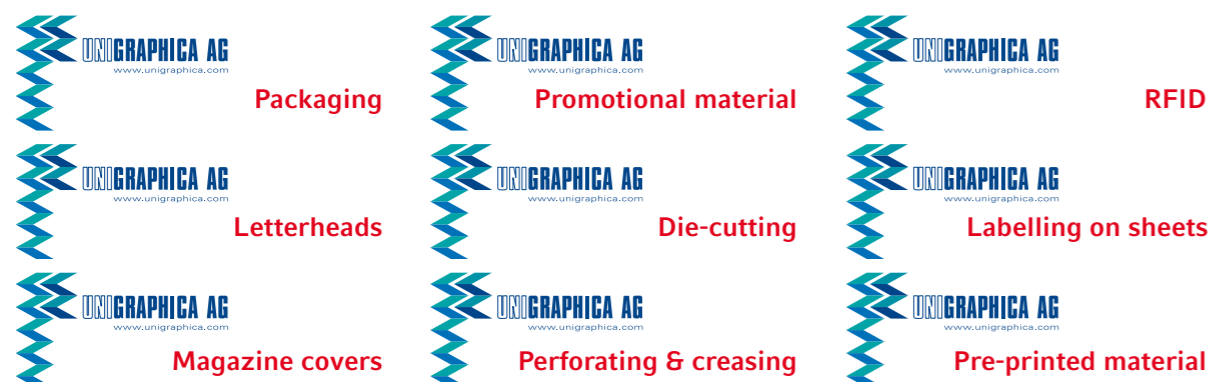 UNIGRAPHICA AG
www.unigraphica.com
Packaging
UNIGRAPHICA AG
www.unigraphica.com
Promotional material
UNIGRAPHICA AG
www.unigraphica.com
RFID
UNIGRAPHICA AG
www.unigraphica.com
Letterheads
UNIGRAPHICA AG
www.unigraphica.com
Die-cutting
UNIGRAPHICA AG
www.unigraphica.com
Labelling on sheets
UNIGRAPHICA AG
www.unigraphica.com
Magazine covers
UNIGRAPHICA AG
www.unigraphica.com
Perforating & creasing
UNIGRAPHICA AG
www.unigraphica.com
Pre-printed material